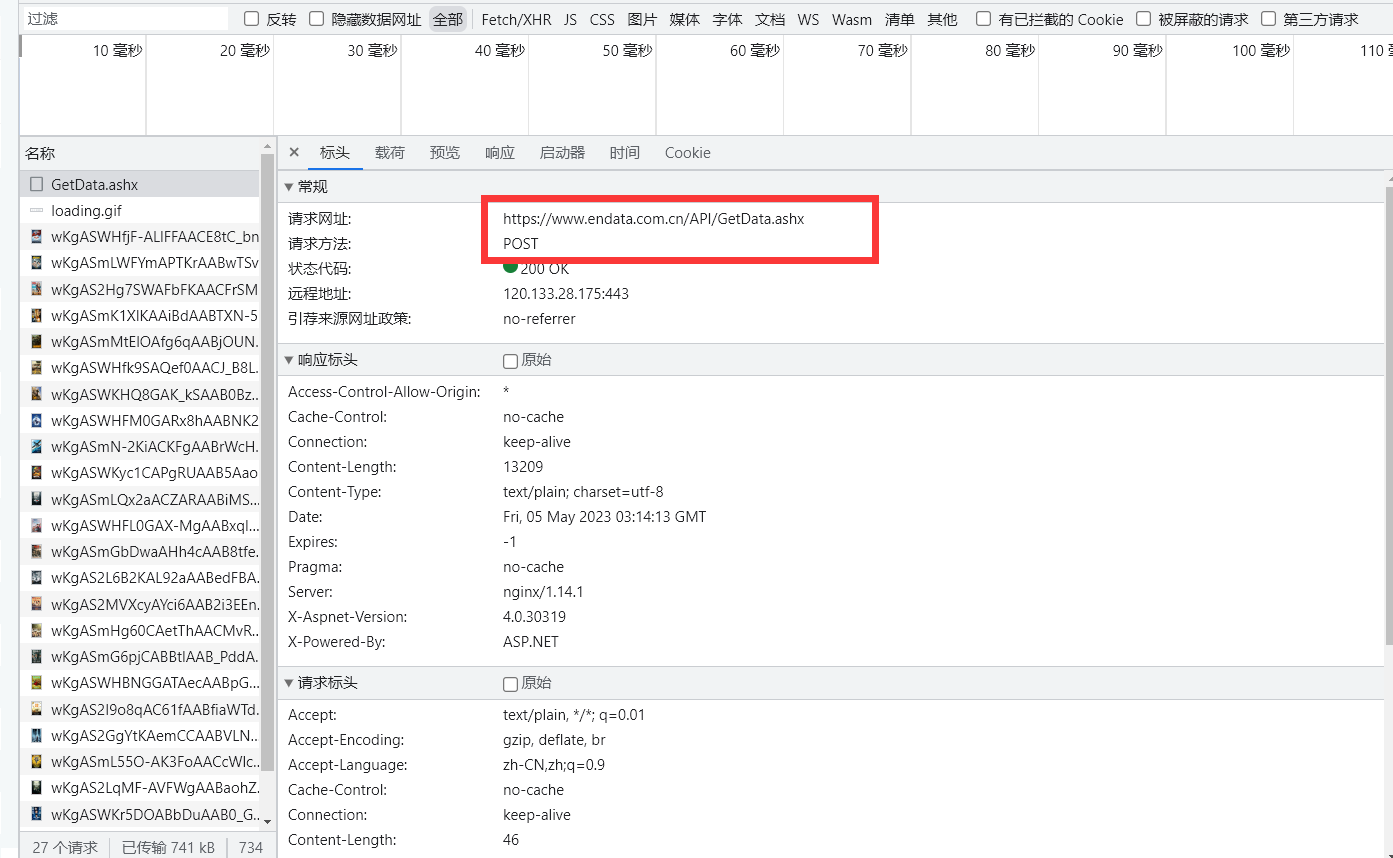 过滤 反转 隐藏数据网址 全部 Fetch/XHR JS CSS 图片 媒体 字体 文档 WS Wasm 清单 其他 有已拦截的 Cookie 被屏蔽的请求 第三方请求
10 毫秒 20 毫秒 30 毫秒 40 毫秒 50 毫秒 60 毫秒 70 毫秒 80 毫秒 90 毫秒 100 毫秒 110
名称
GetData.ashx
loading.gif
wKgASWHfjF-ALlFFAACE8tC_bn
wKgASmLWFYmAPTKrAABwTSv
wKgAS2Hg7SWAFbFKAACFrSM
wKgASmK1XIKAAiBdAABTXN-5
wKgASmMtEIOAfg6qAABjOUN.
wKgASWHfk9SAQef0AACJ_B8L.
wKgASWKHQ8GAK_kSAAB0Bz..
wKgASWHFM0GARx8hAABNK2
wKgASmN-2KiACKFgAABrWcH.
wKgASWKyc1CAPgRUAAB5Aao
wKgASmLQx2aACZARAABiMS...
wKgASWHFL0GAX-MgAABxqI...
wKgASmGbDwaAHh4cAAB8tfe.
wKgAS2L6B2KAL92aAABedFBA.
wKgAS2MVXcyAYci6AAB2i3EEn.
wKgASmHg60CAetThAACMvR..
wKgASmG6pjCABBtIAAB_PddA.
wKgASWHBNGGATAecAABpG...
wKgAS2I9o8qAC61fAABfiaWTd.
wKgAS2GgYtKAemCCAABVLN..
wKgASmL55O-AK3FoAACcWlc..
wKgAS2LqMF-AVFWgAABaohZ.
wKgASWKr5DOABbDuAAB0_G..
27 个请求 已传输 741 kB 734
× 标头 载荷 预览 响应 启动器 时间 Cookie
常规
请求网址: https://www.endata.com.cn/API/GetData.ashx
请求方法: POST
状态代码: 200 OK
远程地址: 120.133.28.175:443
引荐来源网址政策: no-referrer
响应标头 原始
Access-Control-Allow-Origin: *
Cache-Control: no-cache
Connection: keep-alive
Content-Length: 13209
Content-Type: text/plain; charset=utf-8
Date: Fri, 05 May 2023 03:14:13 GMT
Expires: -1
Pragma: no-cache
Server: nginx/1.14.1
X-Aspnet-Version: 4.0.30319
X-Powered-By: ASP.NET
请求标头 原始
Accept: text/plain, */*; q=0.01
Accept-Encoding: gzip, deflate, br
Accept-Language: zh-CN,zh;q=0.9
Cache-Control: no-cache
Connection: keep-alive
Content-Length: 46